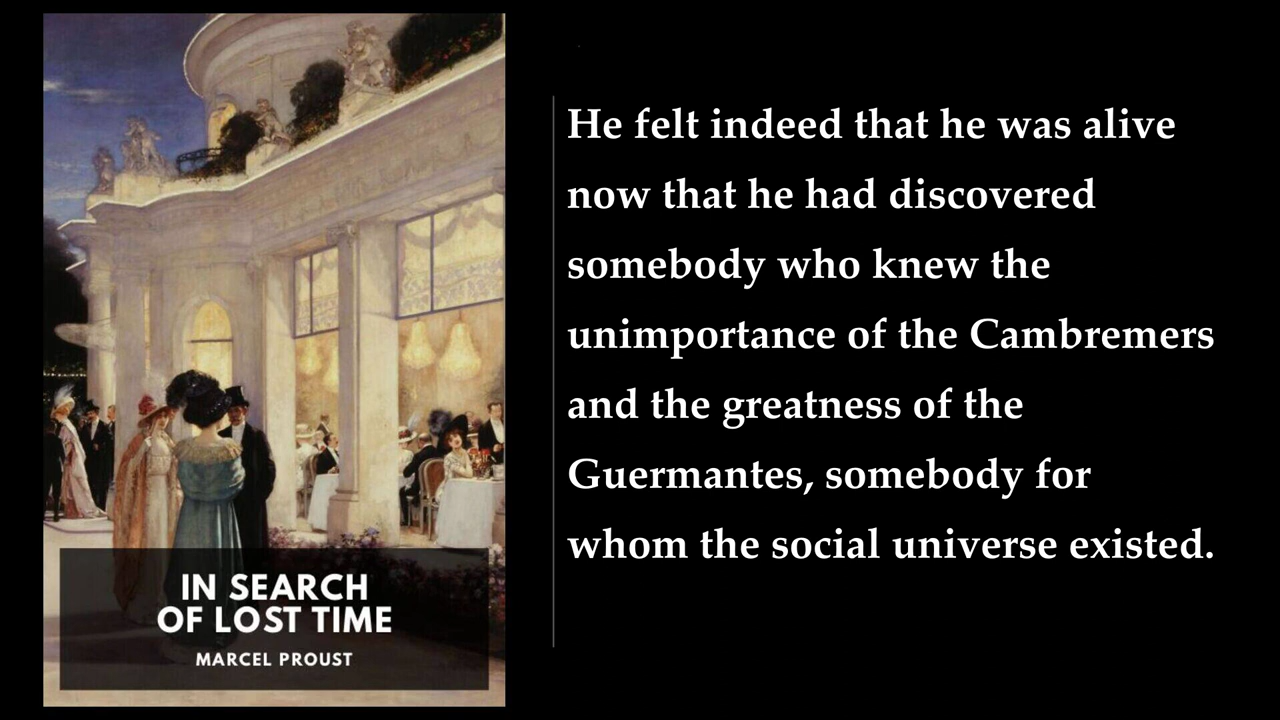 He felt indeed that he was alive
now that he had discovered
somebody who knew the
unimportance of the Cambremers
and the greatness of the
Guermantes, somebody for
whom the social universe existed.
IN SEARCH
OF LOST TIME
MARCEL PROUST